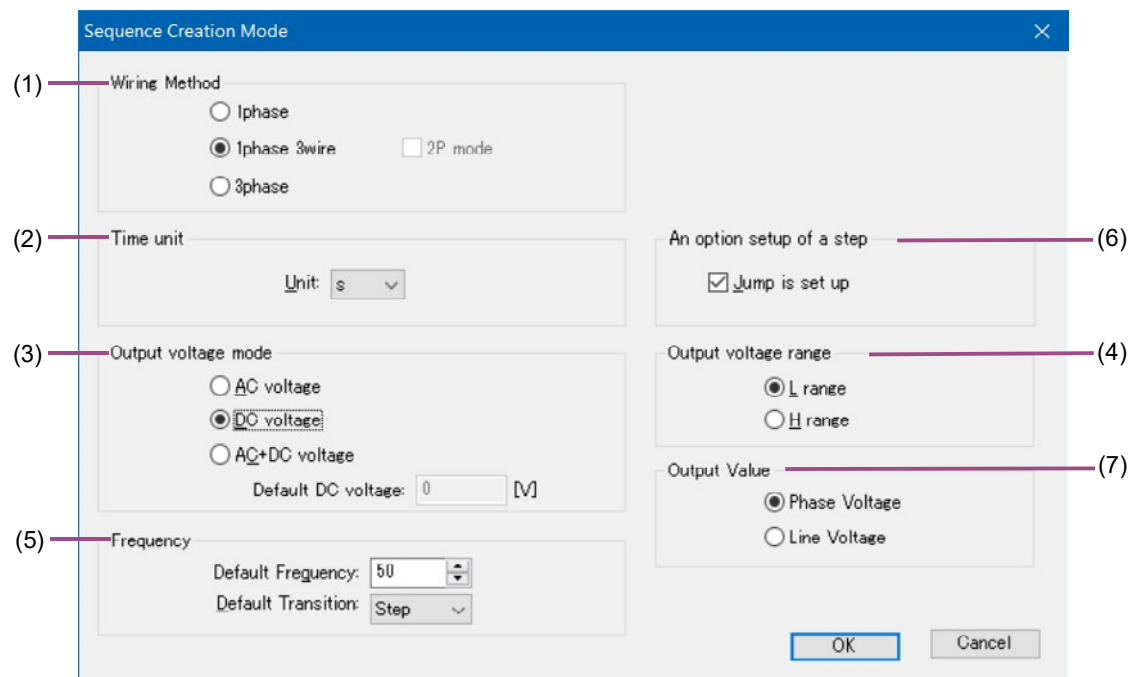 Sequence Creation Mode
(1) Wiring Method
1phase
1phase 3wire 2P mode
3phase
(2) Time unit
Unit: s
An option setup of a step (6)
Jump is set up
(3) Output voltage mode
AC voltage
DC voltage
AC+DC voltage
Default DC voltage: 0 [V]
Output voltage range (4)
L range
H range
(5) Frequency
Default Frequency: 50
Default Transition: Step
Output Value (7)
Phase Voltage
Line Voltage
OK Cancel